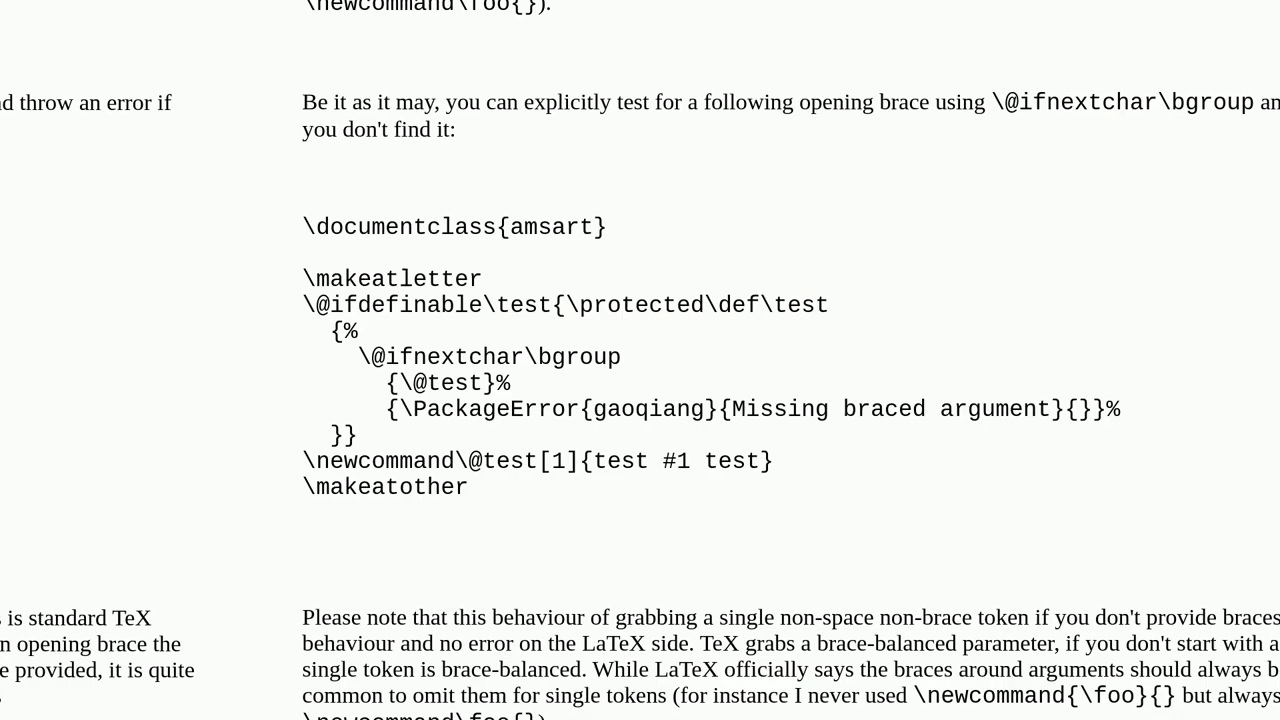 \newcommand\foo{}).
nd throw an error if
Be it as it may, you can explicitly test for a following opening brace using \@ifnextchar\bgroup an
you don't find it:
\documentclass{amsart}
\makeatletter
\@ifdefinable\test{\protected\def\test
{%
\@ifnextchar\bgroup
{\@test}%
{\PackageError{gaoqiang}{Missing braced argument}{}}%
}}
\newcommand\@test[1]{test #1 test}
\makeatother
is standard TeX
n opening brace the
e provided, it is quite
Please note that this behaviour of grabbing a single non-space non-brace token if you don't provide braces
behaviour and no error on the LaTeX side. TeX grabs a brace-balanced parameter, if you don't start with a
single token is brace-balanced. While LaTeX officially says the braces around arguments should always b
common to omit them for single tokens (for instance I never used \newcommand{\foo}{} but always
\newcommand\foo{})